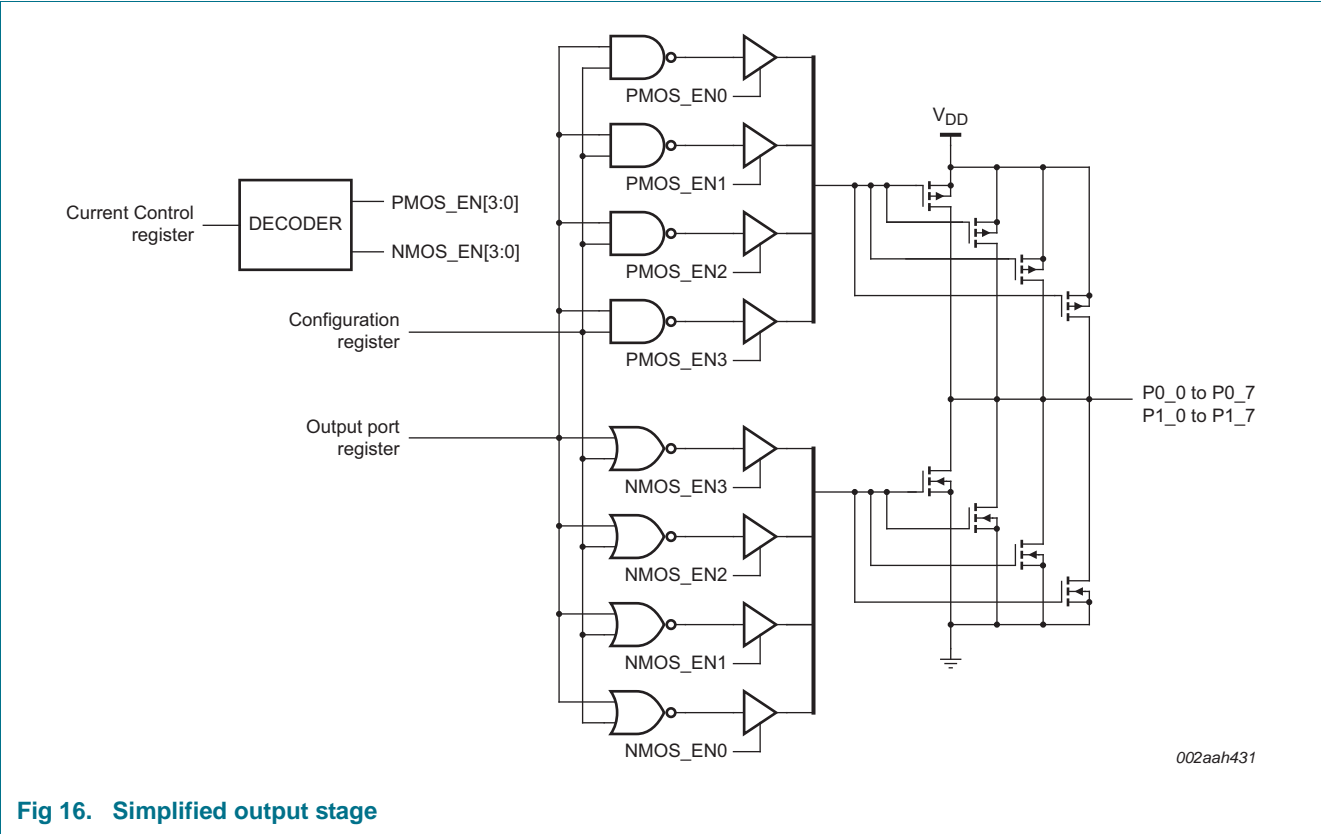 PMOS_EN0
PMOS_EN1
PMOS_EN2
PMOS_EN3
Current Control
register
DECODER
PMOS_EN[3:0]
NMOS_EN[3:0]
Configuration
register
Output port
register
NMOS_EN3
NMOS_EN2
NMOS_EN1
NMOS_EN0
VDD
P0_0 to P0_7
P1_0 to P1_7
002aah431
Fig 16. Simplified output stage